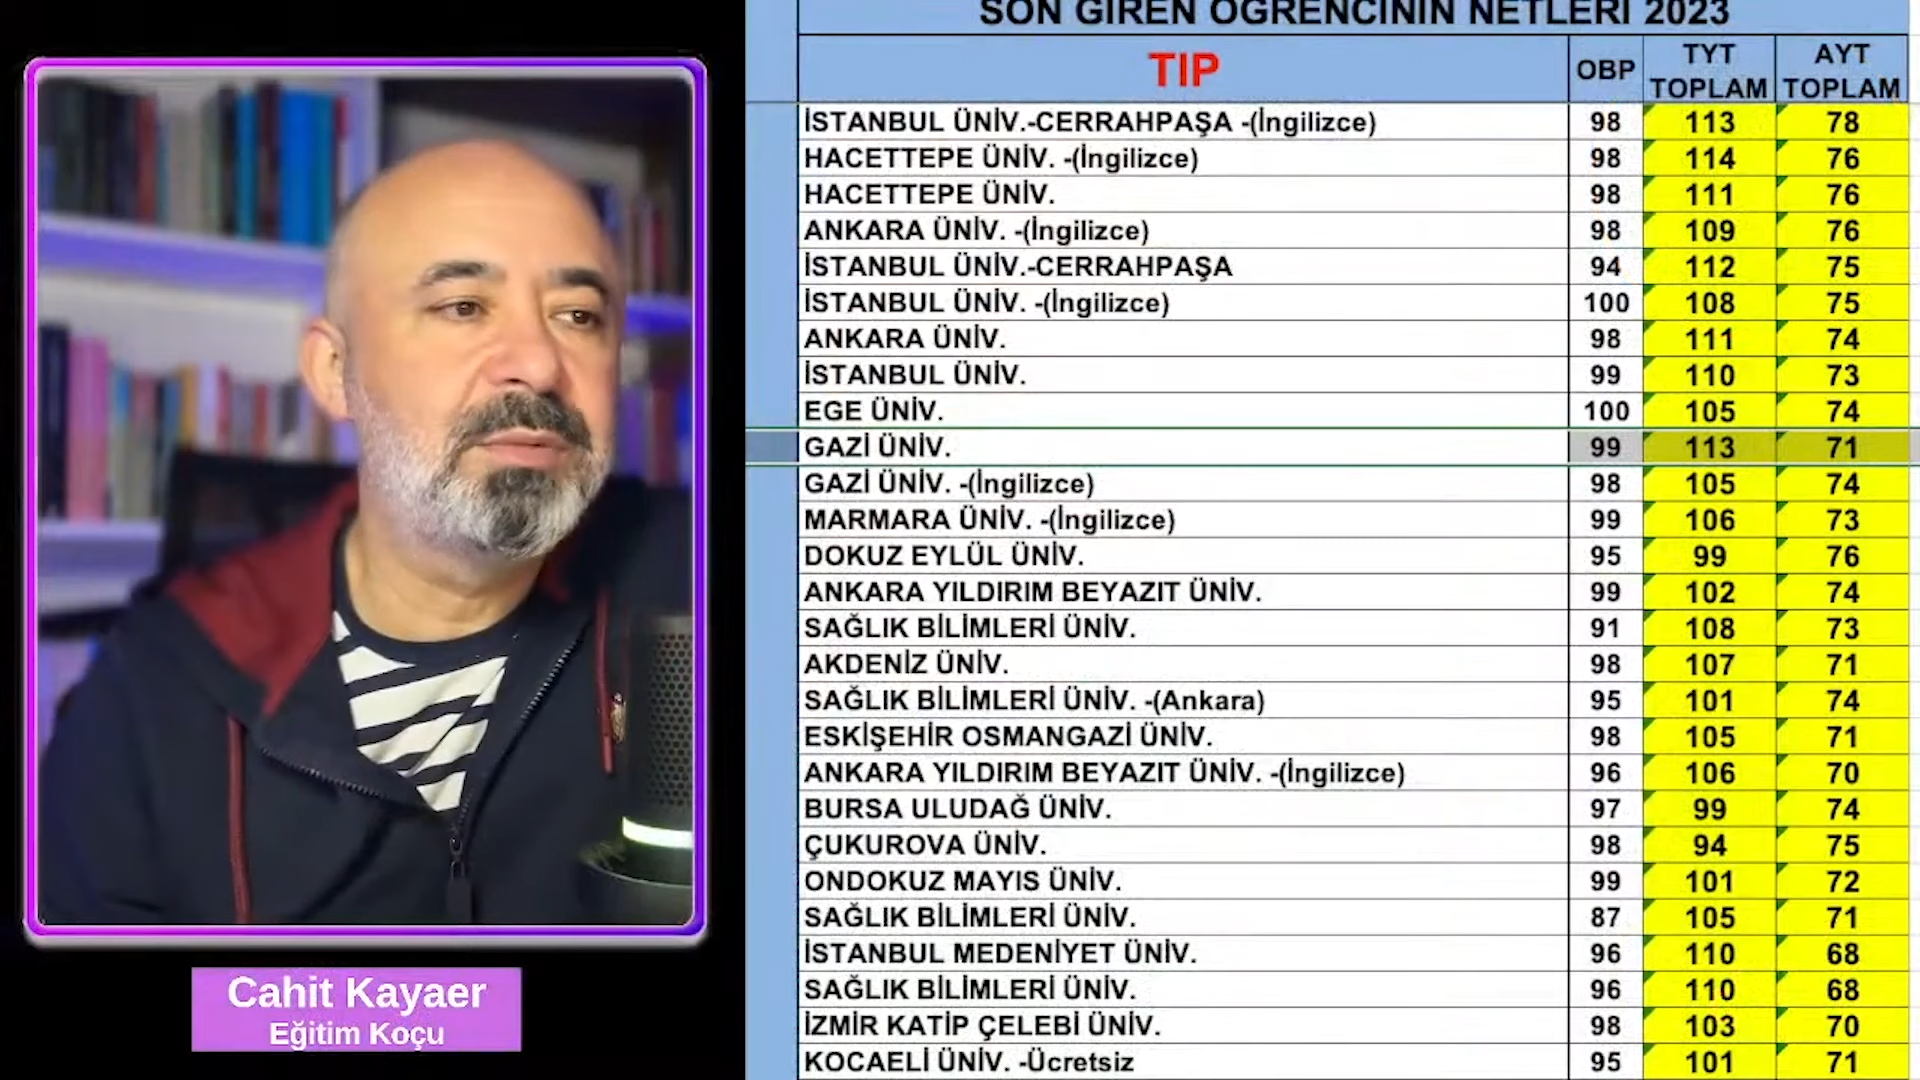 SON GİREN ÖĞRENCİNİN NETLERİ 2023
TIP OBP TYT TOPLAM AYT TOPLAM
İSTANBUL ÜNİV.-CERRAHPAŞA -(İngilizce) 98 113 78
HACETTEPE ÜNİV. -(İngilizce) 98 114 76
HACETTEPE ÜNİV. 98 111 76
ANKARA ÜNİV. -(İngilizce) 98 109 76
İSTANBUL ÜNİV.-CERRAHPAŞA 94 112 75
İSTANBUL ÜNİV. -(İngilizce) 100 108 75
ANKARA ÜNİV. 98 111 74
İSTANBUL ÜNİV. 99 110 73
EGE ÜNİV. 100 105 74
GAZİ ÜNİV. 99 113 71
GAZİ ÜNİV. -(İngilizce) 98 105 74
MARMARA ÜNİV. -(İngilizce) 99 106 73
DOKUZ EYLÜL ÜNİV. 95 99 76
ANKARA YILDIRIM BEYAZIT ÜNİV. 99 102 74
SAĞLIK BİLİMLERİ ÜNİV. 91 108 73
AKDENİZ ÜNİV. 98 107 71
SAĞLIK BİLİMLERİ ÜNİV. -(Ankara) 95 101 74
ESKİŞEHİR OSMANGAZİ ÜNİV. 98 105 71
ANKARA YILDIRIM BEYAZIT ÜNİV. -(İngilizce) 96 106 70
BURSA ULUDAĞ ÜNİV. 97 99 74
ÇUKUROVA ÜNİV. 98 94 75
ONDOKUZ MAYIS ÜNİV. 99 101 72
SAĞLIK BİLİMLERİ ÜNİV. 87 105 71
İSTANBUL MEDENİYET ÜNİV. 96 110 68
SAĞLIK BİLİMLERİ ÜNİV. 96 110 68
İZMİR KATİP ÇELEBİ ÜNİV. 98 103 70
KOCAELİ ÜNİV. -Ücretsiz 95 101 71
Cahit Kayaer
Eğitim Koçu